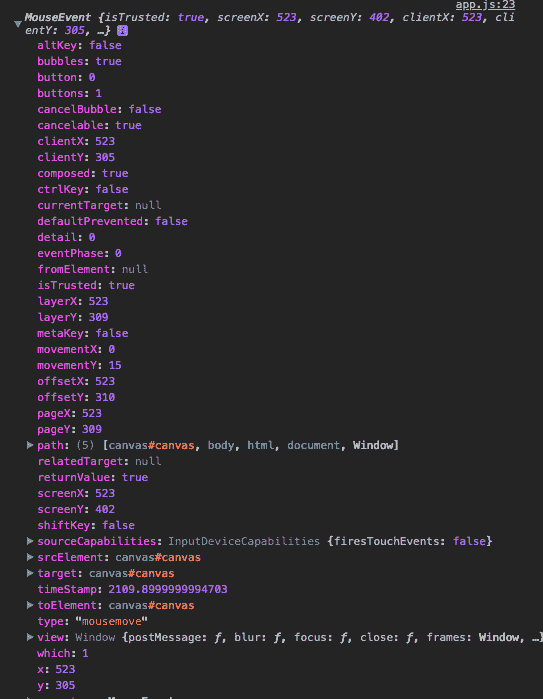 app.js:23
MouseEvent {isTrusted: true, screenX: 523, screenY: 402, clientX: 523, cli
entY: 305, …} i
altKey: false
bubbles: true
button: 0
buttons: 1
cancelBubble: false
cancelable: true
clientX: 523
clientY: 305
composed: true
ctrlKey: false
currentTarget: null
defaultPrevented: false
detail: 0
eventPhase: 0
fromElement: null
isTrusted: true
layerX: 523
layerY: 309
metaKey: false
movementX: 0
movementY: 15
offsetX: 523
offsetY: 310
pageX: 523
pageY: 309
path: (5) [canvas#canvas, body, html, document, Window]
relatedTarget: null
returnValue: true
screenX: 523
screenY: 402
shiftKey: false
sourceCapabilities: InputDeviceCapabilities {firesTouchEvents: false}
srcElement: canvas#canvas
target: canvas#canvas
timeStamp: 2109.8999999994703
toElement: canvas#canvas
type: "mousemove"
view: Window {postMessage: ƒ, blur: ƒ, focus: ƒ, close: ƒ, frames: Window, …}
which: 1
x: 523
y: 305